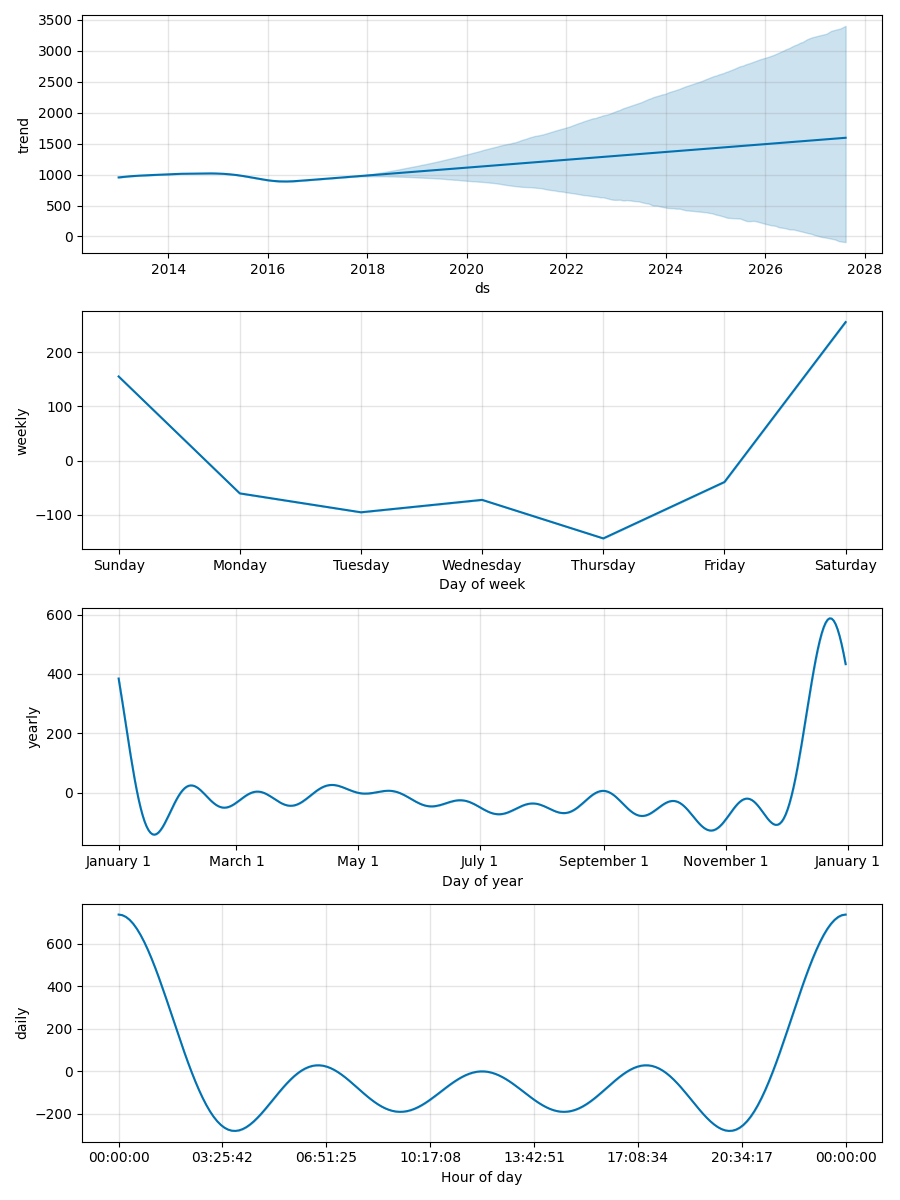 3500
3000
2500
2000
1500
1000
500
0
trend
2014 2016 2018 2020 2022 2024 2026 2028
ds
200
100
0
−100
weekly
Sunday Monday Tuesday Wednesday Thursday Friday Saturday
Day of week
600
400
200
0
yearly
January 1 March 1 May 1 July 1 September 1 November 1 January 1
Day of year
600
400
200
0
−200
daily
00:00:00 03:25:42 06:51:25 10:17:08 13:42:51 17:08:34 20:34:17 00:00:00
Hour of day